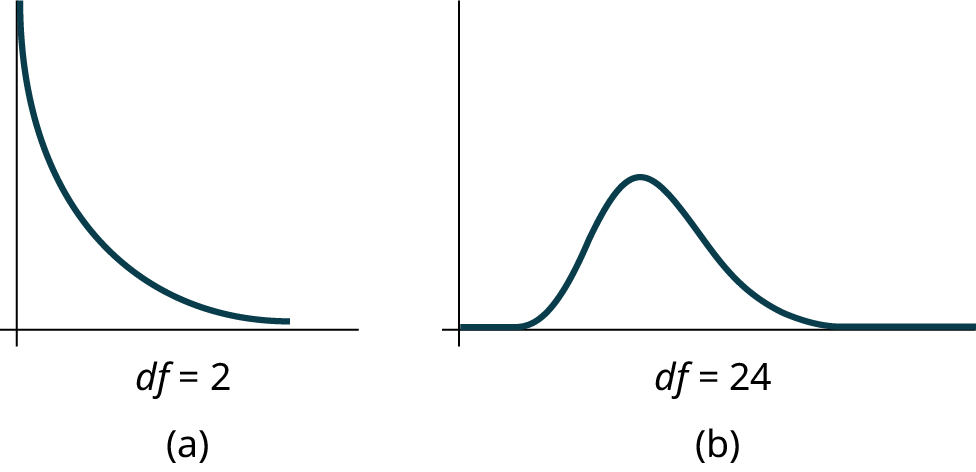 df = 2
df = 24
(a)
(b)